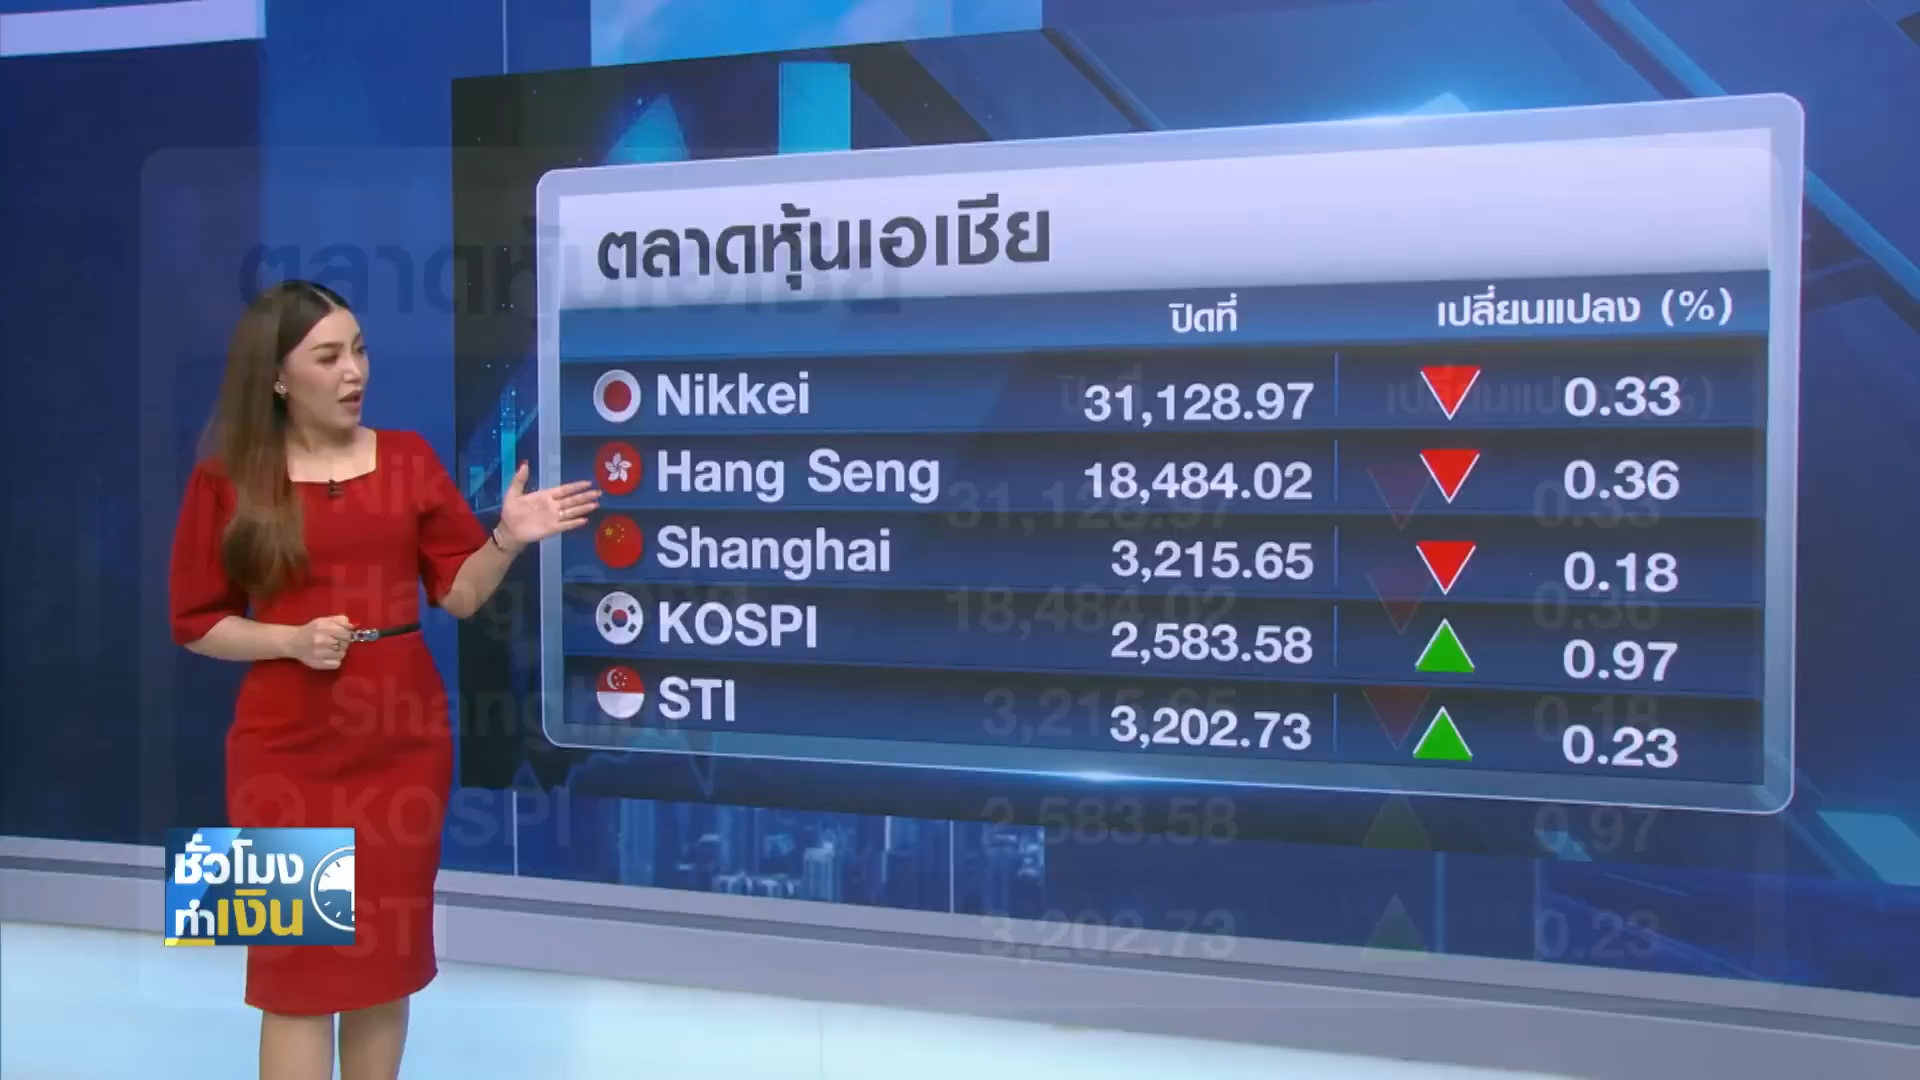 ตลาดหุ้นเอเชีย
ปิดที่ เปลี่ยนแปลง (%)
Nikkei 31,128.97 0.33
Hang Seng 18,484.02 0.36
Shanghai 3,215.65 0.18
KOSPI 2,583.58 0.97
STI 3,202.73 0.23
ชั่วโมง
ทำเงิน